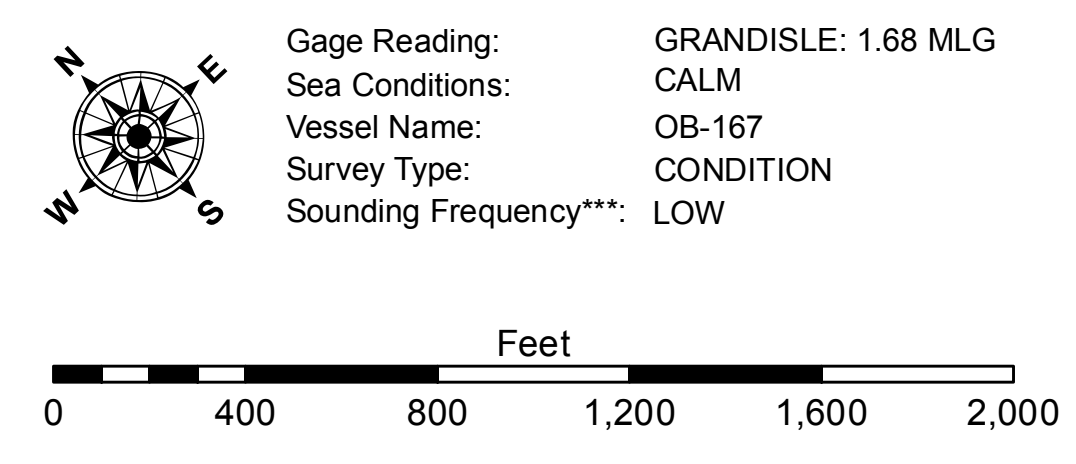 N E
W S
Gage Reading: GRANDISLE: 1.68 MLG
Sea Conditions: CALM
Vessel Name: OB-167
Survey Type: CONDITION
Sounding Frequency***: LOW
Feet
0 400 800 1,200 1,600 2,000